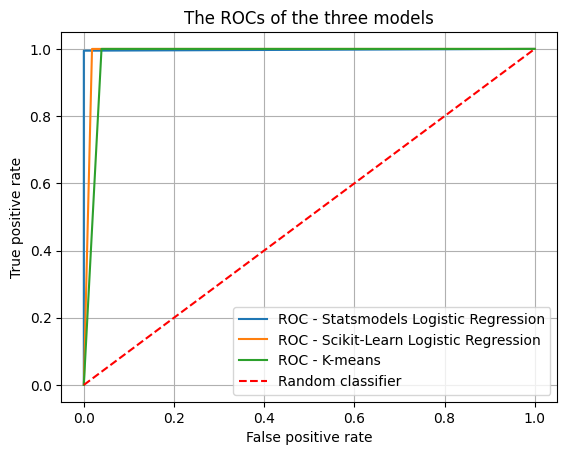 The ROCs of the three models
True positive rate
1.0
0.8
0.6
0.4
0.2
0.0
ROC - Statsmodels Logistic Regression
ROC - Scikit-Learn Logistic Regression
ROC - K-means
Random classifier
0.0 0.2 0.4 0.6 0.8 1.0
False positive rate